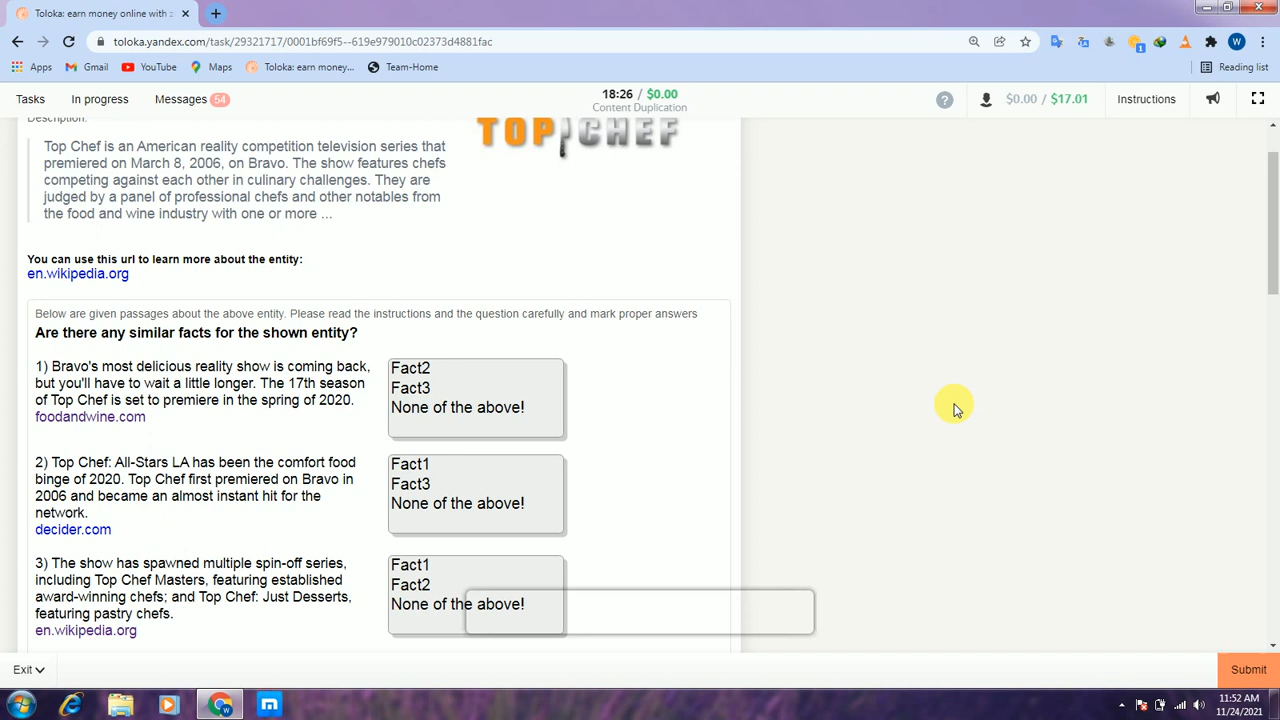 Toloka: earn money online with
toloka.yandex.com/task/29321717/0001bf69f5--619e979010c02373d4881fac
Apps Gmail YouTube Maps Toloka: earn money... Team-Home Reading list
Tasks In progress Messages 54 18:26 / $0.00 $0.00 / $17.01 Instructions
Content Duplication
Description:
TOP CHEF
Top Chef is an American reality competition television series that
premiered on March 8, 2006, on Bravo. The show features chefs
competing against each other in culinary challenges. They are
judged by a panel of professional chefs and other notables from
the food and wine industry with one or more ...
You can use this url to learn more about the entity:
en.wikipedia.org
Below are given passages about the above entity. Please read the instructions and the question carefully and mark proper answers
Are there any similar facts for the shown entity?
1) Bravo's most delicious reality show is coming back,
but you'll have to wait a little longer. The 17th season
of Top Chef is set to premiere in the spring of 2020.
foodandwine.com
Fact2
Fact3
None of the above!
2) Top Chef: All-Stars LA has been the comfort food
binge of 2020. Top Chef first premiered on Bravo in
2006 and became an almost instant hit for the
network.
decider.com
Fact1
Fact3
None of the above!
3) The show has spawned multiple spin-off series,
including Top Chef Masters, featuring established
award-winning chefs; and Top Chef: Just Desserts,
featuring pastry chefs.
en.wikipedia.org
Fact1
Fact2
None of the above!
Exit Submit
11:52 AM
11/24/2021